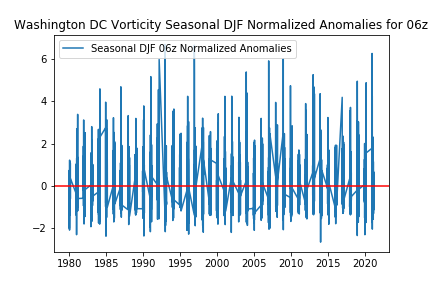 Washington DC Vorticity Seasonal DJF Normalized Anomalies for 06z
Seasonal DJF 06z Normalized Anomalies
6
4
2
0
−2
1980 1985 1990 1995 2000 2005 2010 2015 2020